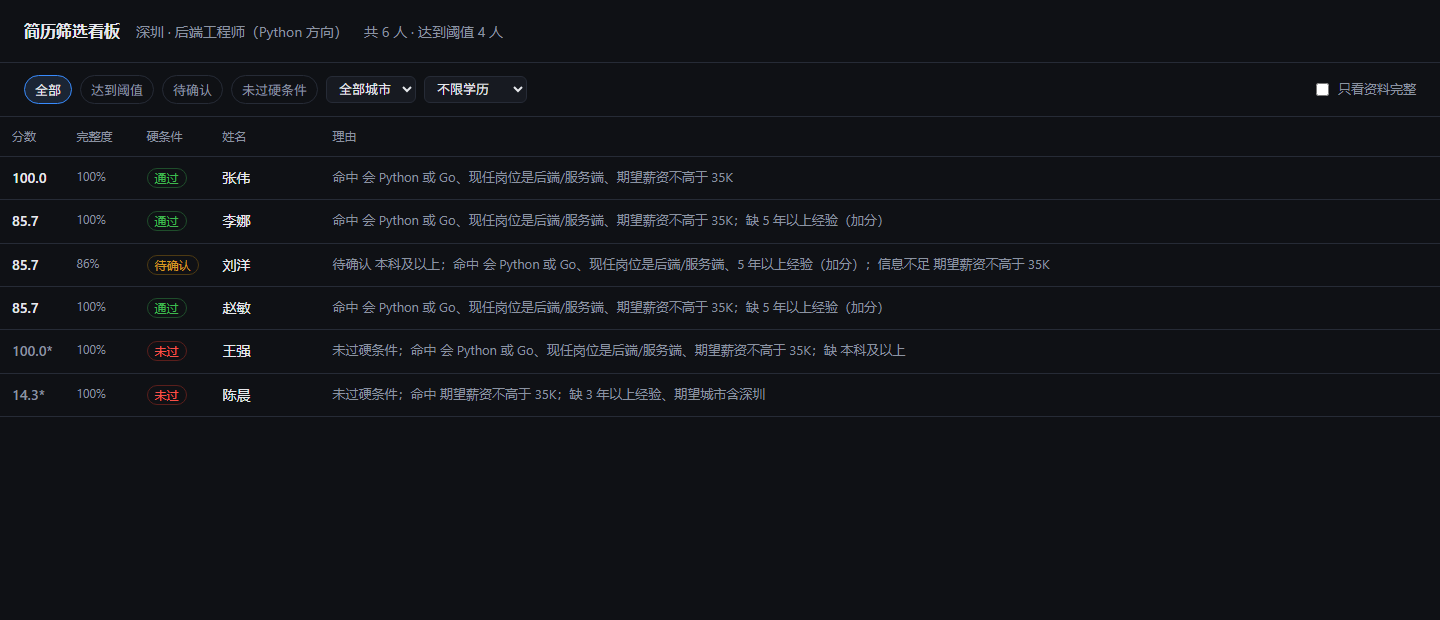 简历筛选看板 深圳 · 后端工程师（Python 方向） 共 6 人 · 达到阈值 4 人
全部 达到阈值 待确认 未过硬条件 全部城市 不限学历 只看资料完整
分数 完整度 硬条件 姓名 理由
100.0 100% 通过 张伟 命中 会 Python 或 Go、现任岗位是后端/服务端、期望薪资不高于 35K
85.7 100% 通过 李娜 命中 会 Python 或 Go、现任岗位是后端/服务端、期望薪资不高于 35K；缺 5 年以上经验（加分）
85.7 86% 待确认 刘洋 待确认 本科及以上；命中 会 Python 或 Go、现任岗位是后端/服务端、5 年以上经验（加分）；信息不足 期望薪资不高于 35K
85.7 100% 通过 赵敏 命中 会 Python 或 Go、现任岗位是后端/服务端、期望薪资不高于 35K；缺 5 年以上经验（加分）
100.0* 100% 未过 王强 未过硬条件；命中 会 Python 或 Go、现任岗位是后端/服务端、期望薪资不高于 35K；缺 本科及以上
14.3* 100% 未过 陈晨 未过硬条件；命中 期望薪资不高于 35K；缺 3 年以上经验、期望城市含深圳